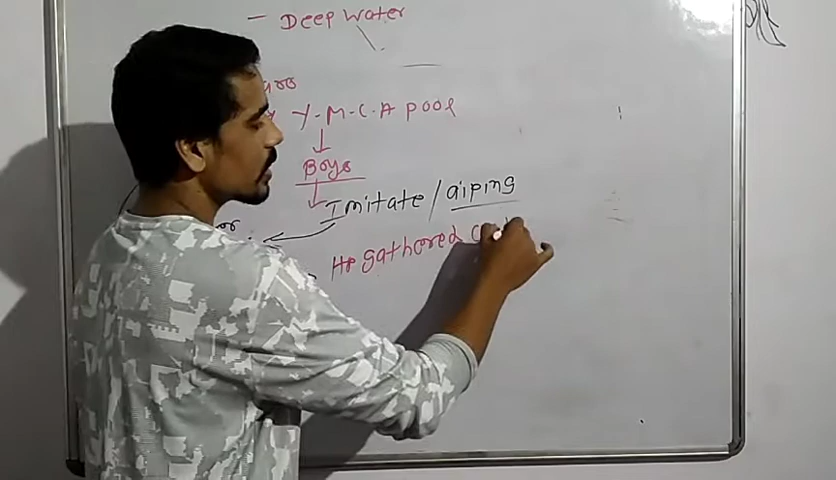 - Deep Water
Y-M-C-A pool
Boys
Imitate/aiping
He gathered